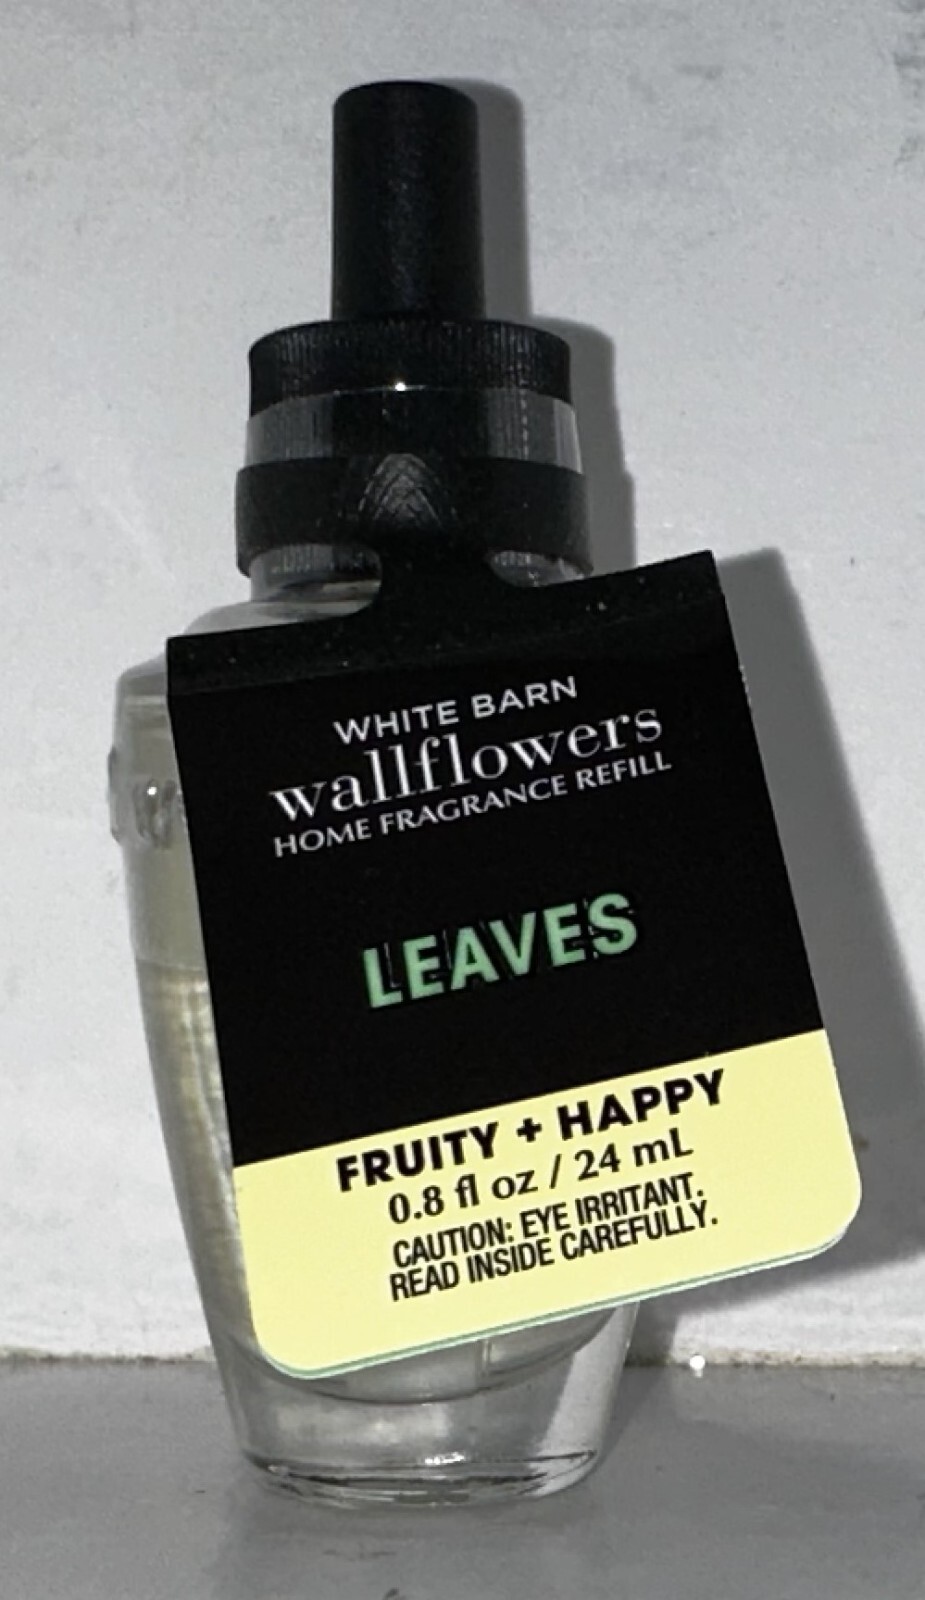 WHITE BARN
wallflowers
HOME FRAGRANCE REFILL
LEAVES
FRUITY + HAPPY
0.8 fl oz / 24 mL
CAUTION: EYE IRRITANT.
READ INSIDE CAREFULLY.